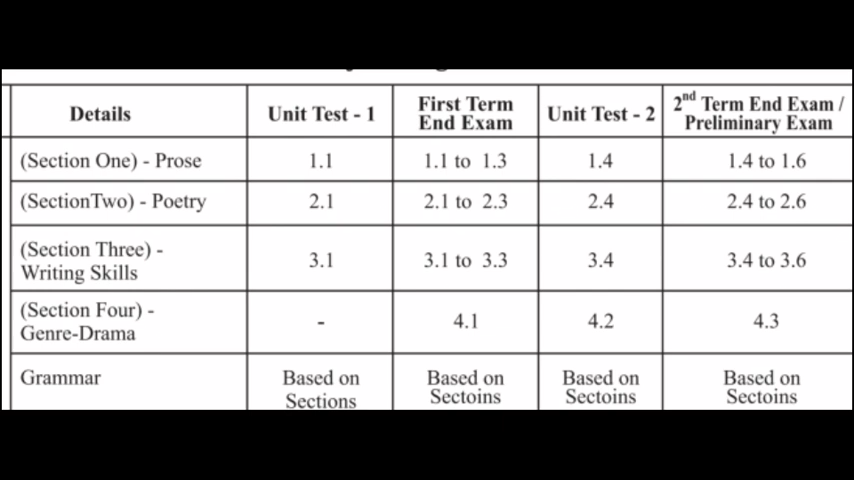 Details Unit Test - 1 First Term End Exam Unit Test - 2 2nd Term End Exam / Preliminary Exam
(Section One) - Prose 1.1 1.1 to 1.3 1.4 1.4 to 1.6
(SectionTwo) - Poetry 2.1 2.1 to 2.3 2.4 2.4 to 2.6
(Section Three) -
Writing Skills 3.1 3.1 to 3.3 3.4 3.4 to 3.6
(Section Four) -
Genre-Drama - 4.1 4.2 4.3
Grammar Based on Based on Based on Based on
Sections Sectoins Sectoins Sectoins